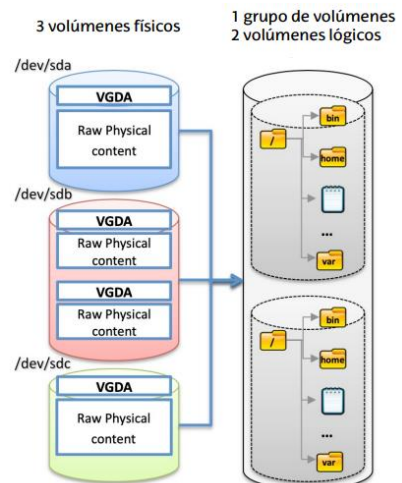 3 volúmenes físicos
1 grupo de volúmenes
2 volúmenes lógicos
/dev/sda
VGDA
Raw Physical
content
/dev/sdb
VGDA
Raw Physical
content
VGDA
Raw Physical
content
/dev/sdc
VGDA
Raw Physical
content
bin
/
home
...
var
bin
/
home
...
var